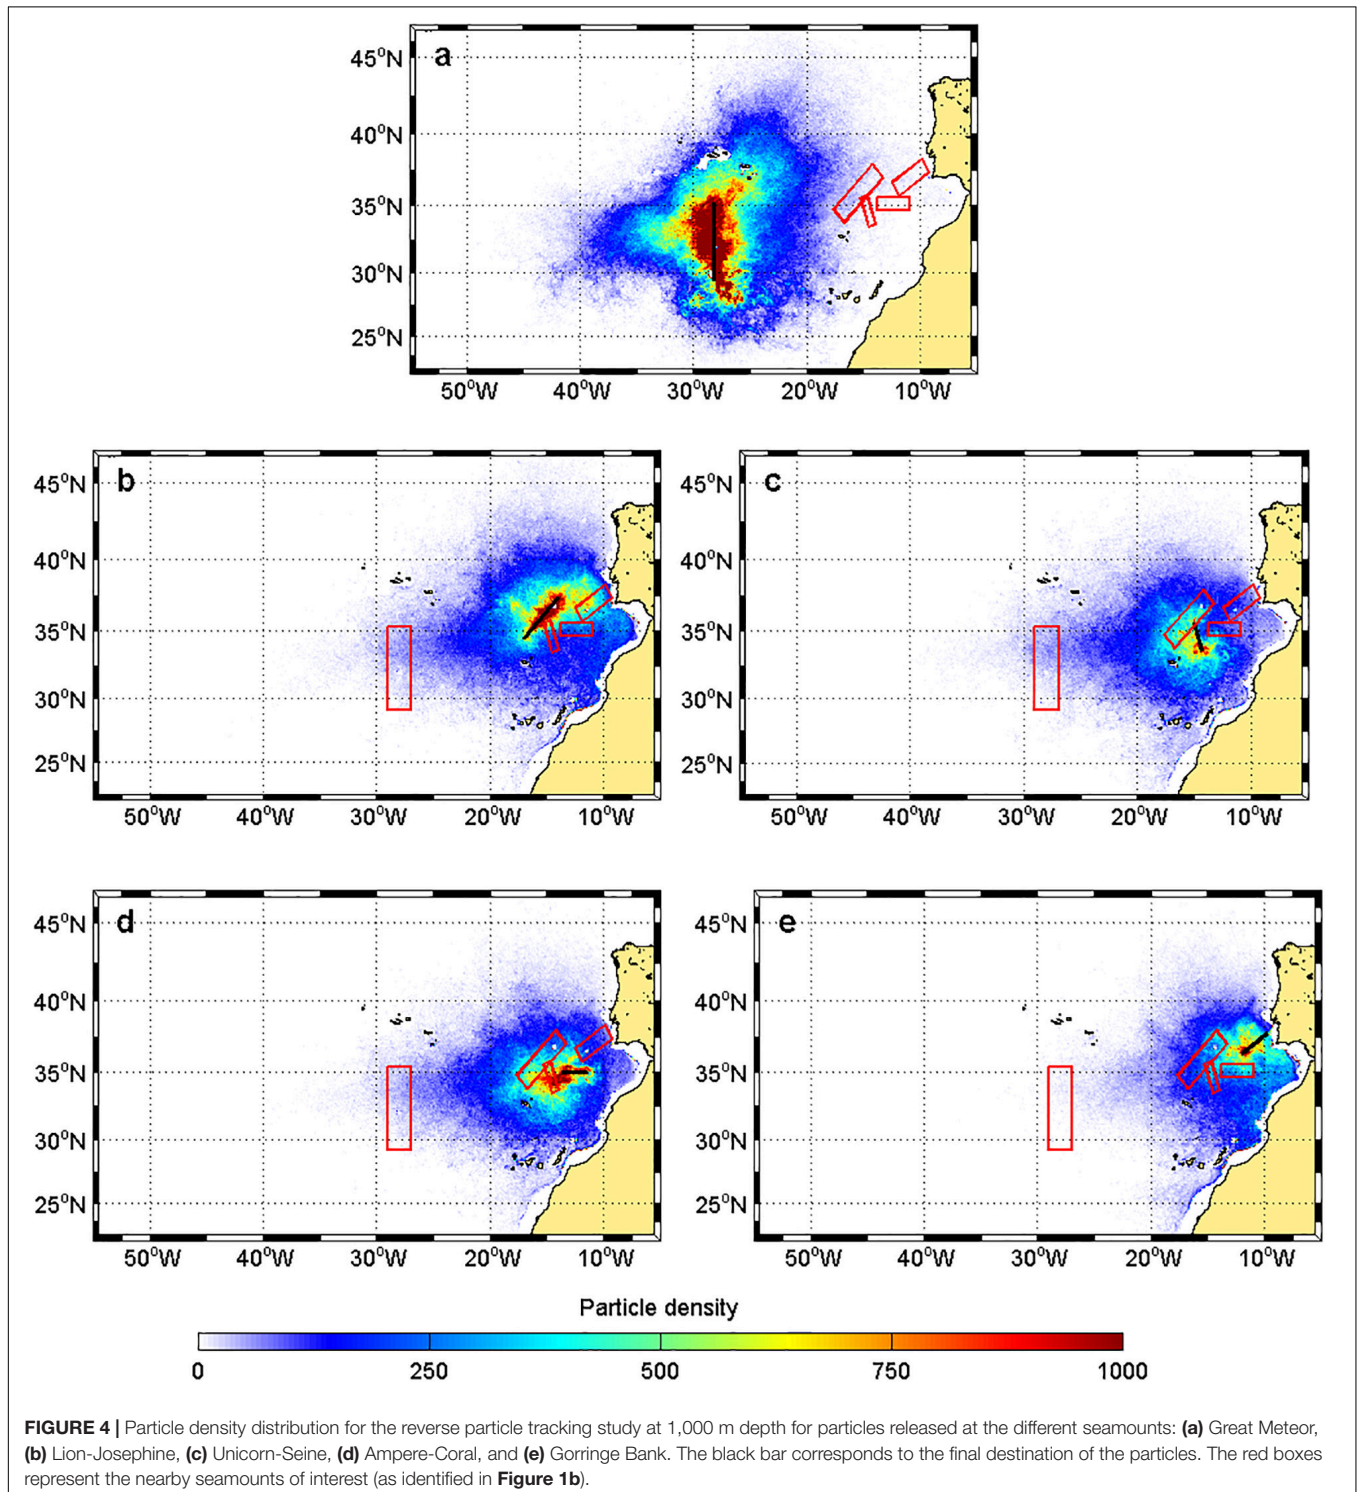 a
45°N
40°N
35°N
30°N
25°N
50°W 40°W 30°W 20°W 10°W
b
45°N
40°N
35°N
30°N
25°N
50°W 40°W 30°W 20°W 10°W
c
45°N
40°N
35°N
30°N
25°N
50°W 40°W 30°W 20°W 10°W
d
45°N
40°N
35°N
30°N
25°N
50°W 40°W 30°W 20°W 10°W
e
45°N
40°N
35°N
30°N
25°N
50°W 40°W 30°W 20°W 10°W
Particle density
0 250 500 750 1000
FIGURE 4 | Particle density distribution for the reverse particle tracking study at 1,000 m depth for particles released at the different seamounts: (a) Great Meteor,
(b) Lion-Josephine, (c) Unicorn-Seine, (d) Ampere-Coral, and (e) Gorringe Bank. The black bar corresponds to the final destination of the particles. The red boxes
represent the nearby seamounts of interest (as identified in Figure 1b).